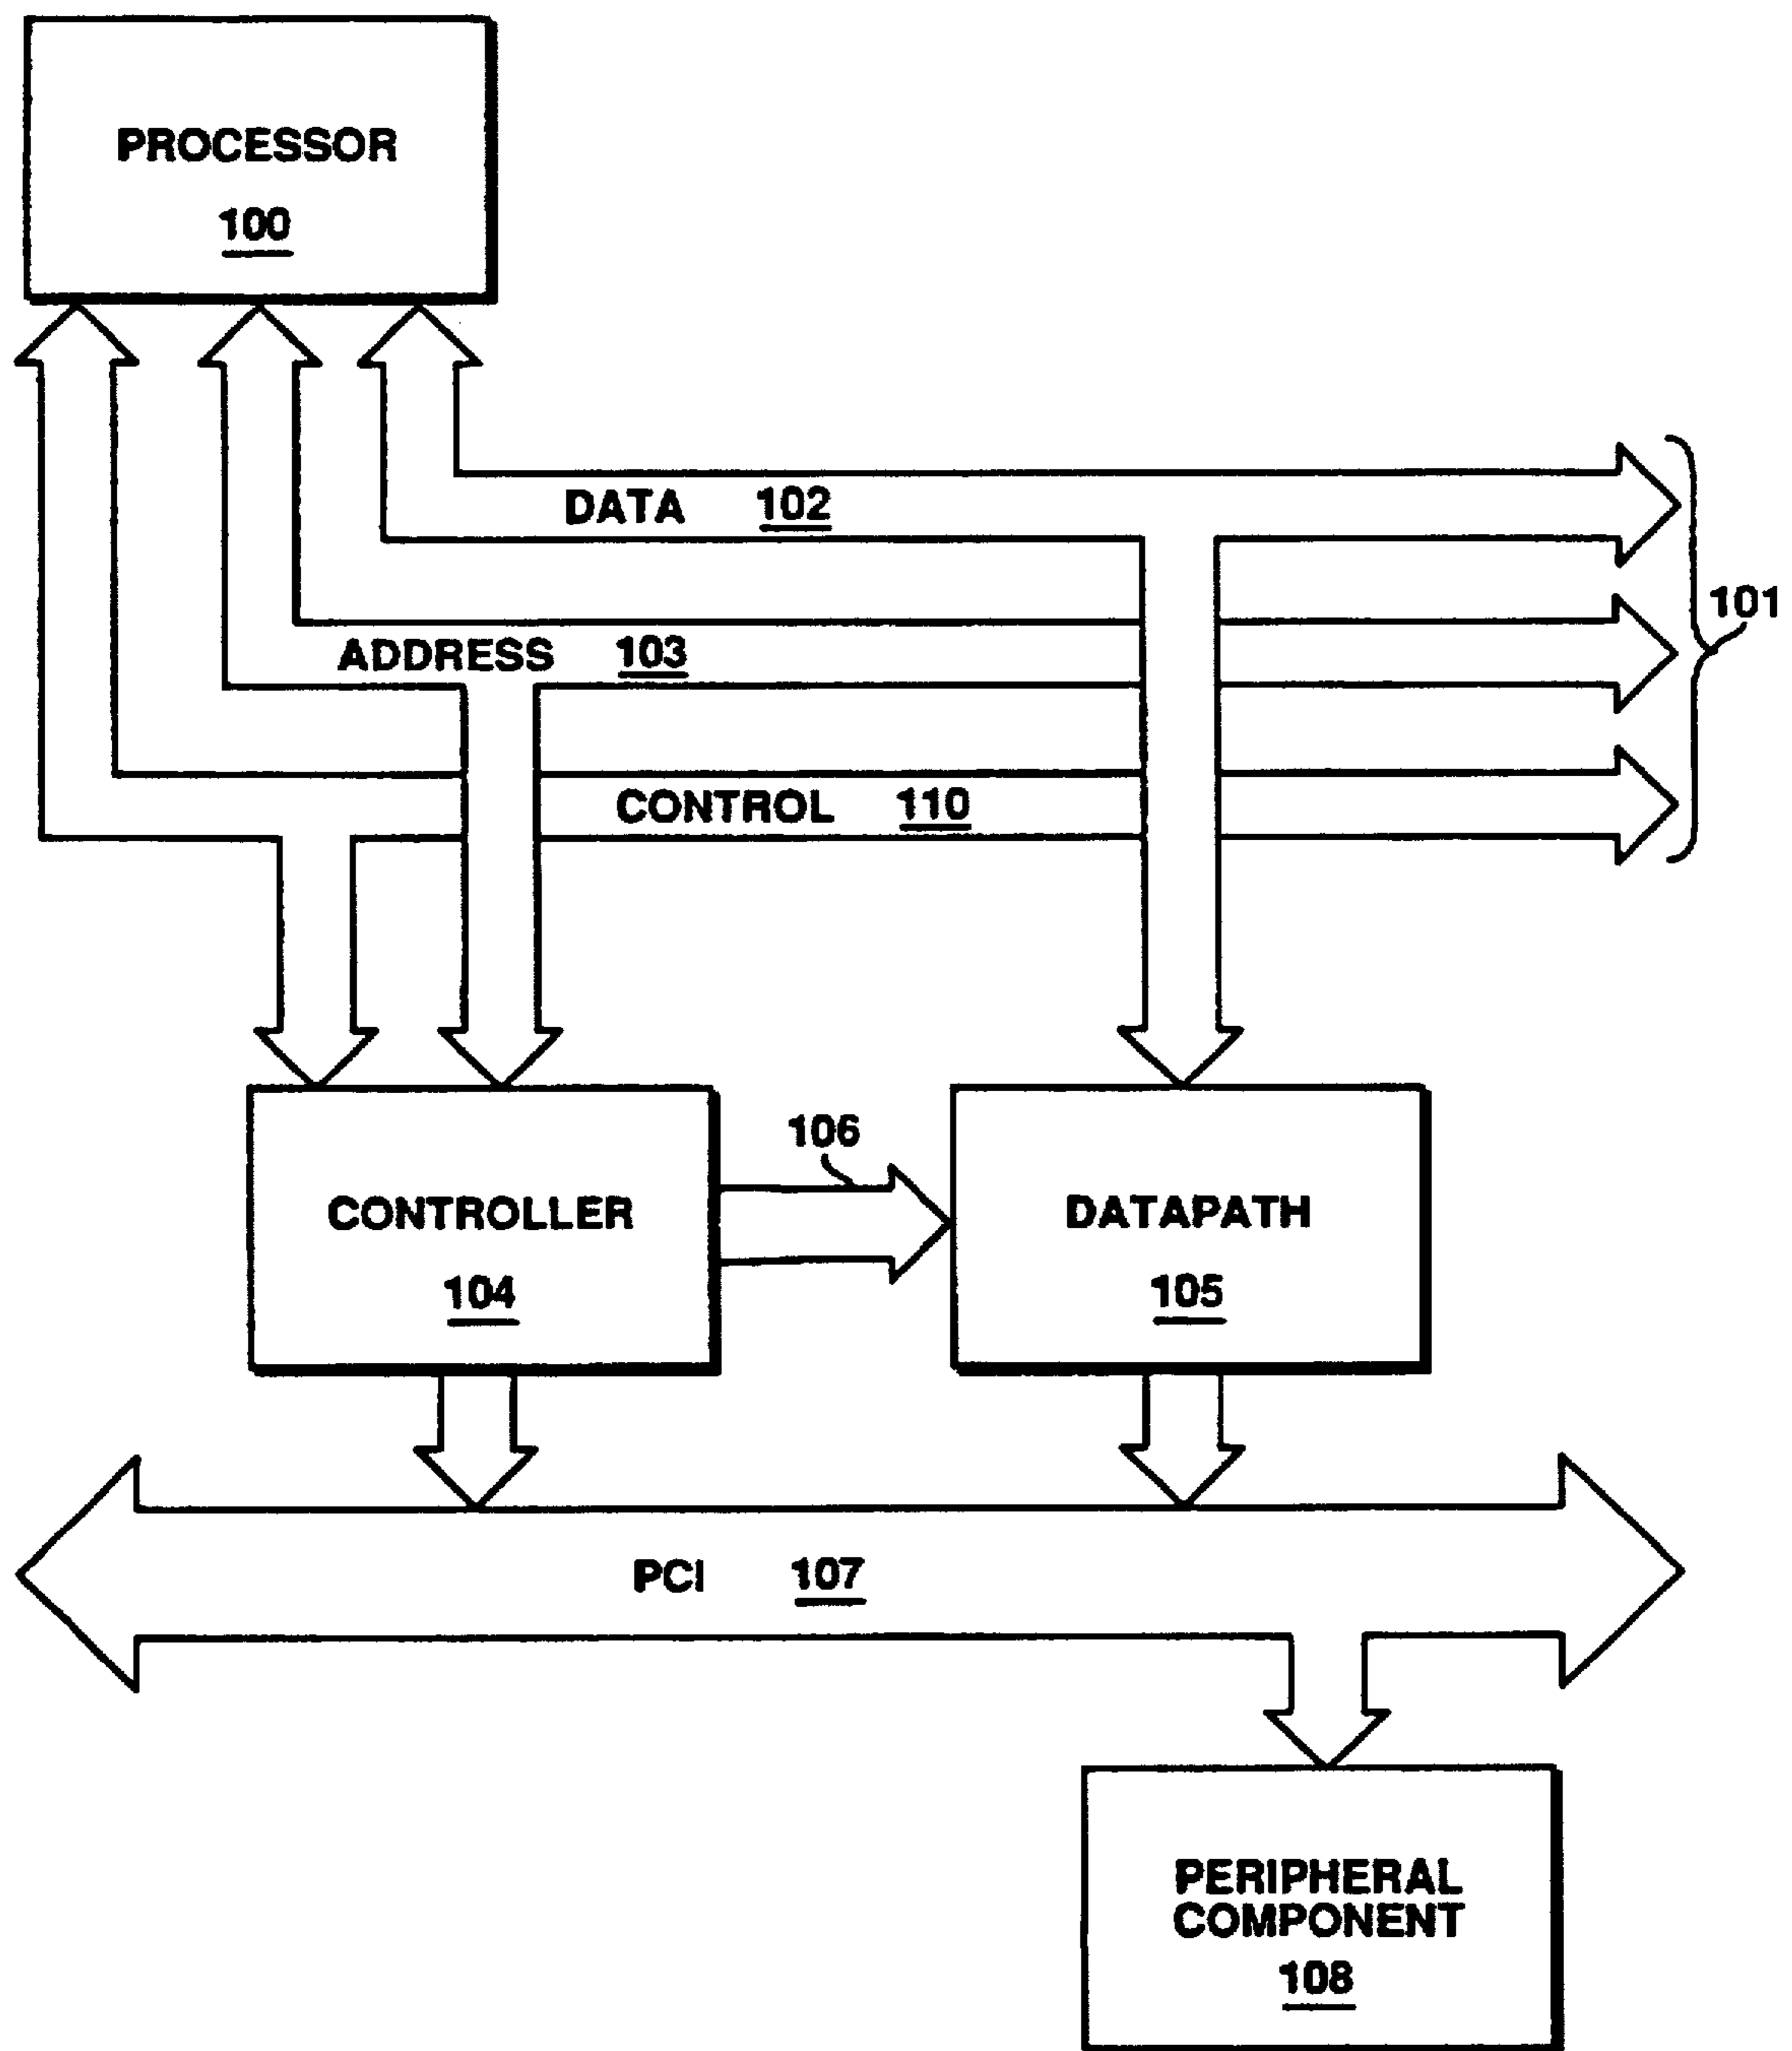 PROCESSOR
100
DATA 102
101
ADDRESS 103
CONTROL 110
106
CONTROLLER
104
DATAPATH
105
PCI 107
PERIPHERAL
COMPONENT
108